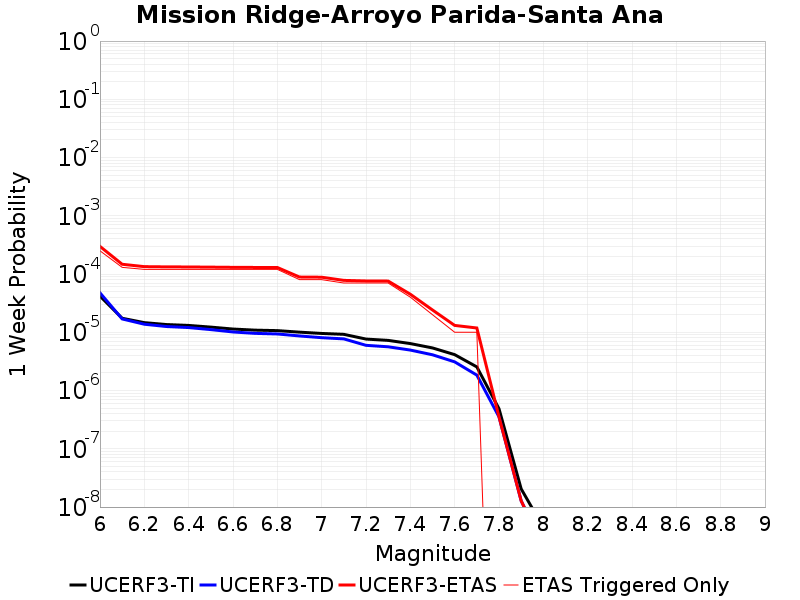 Mission Ridge-Arroyo Parida-Santa Ana
1 Week Probability
10^0
10^-1
10^-2
10^-3
10^-4
10^-5
10^-6
10^-7
10^-8
6 6.2 6.4 6.6 6.8 7 7.2 7.4 7.6 7.8 8 8.2 8.4 8.6 8.8 9
Magnitude
UCERF3-TI UCERF3-TD UCERF3-ETAS ETAS Triggered Only